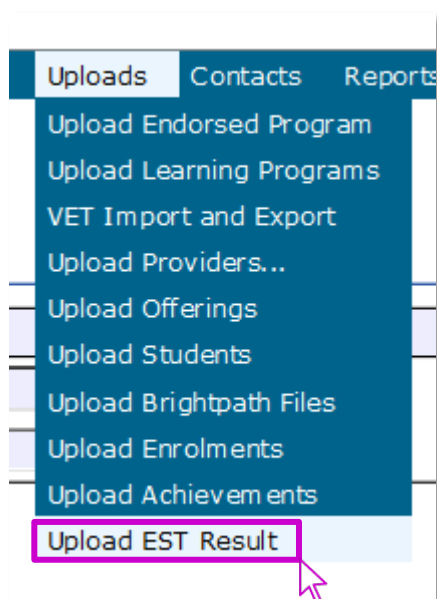 Uploads Contacts Reports
Upload Endorsed Program
Upload Learning Programs
VET Import and Export
Upload Providers...
Upload Offerings
Upload Students
Upload Brightpath Files
Upload Enrolments
Upload Achievements
Upload EST Result